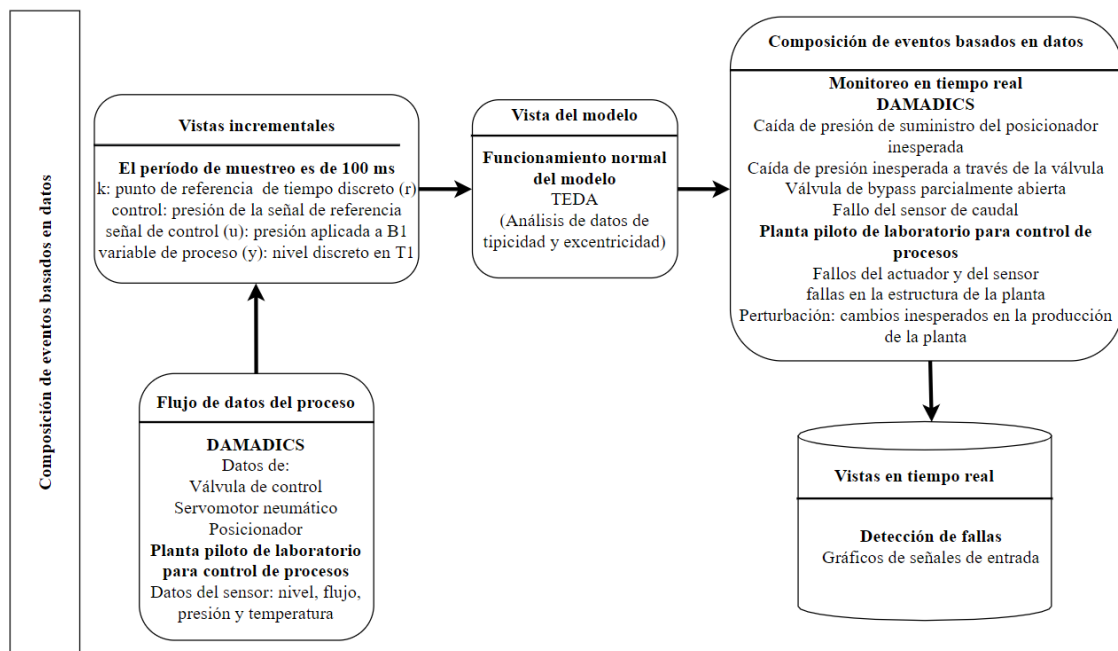 Composición de eventos basados en datos
Vistas incrementales
El período de muestreo es de 100 ms
k: punto de referencia de tiempo discreto (r)
control: presión de la señal de referencia
señal de control (u): presión aplicada a B1
variable de proceso (y): nivel discreto en T1
Flujo de datos del proceso
DAMADICS
Datos de:
Válvula de control
Servomotor neumático
Posicionador
Planta piloto de laboratorio
para control de procesos
Datos del sensor: nivel, flujo,
presión y temperatura
Vista del modelo
Funcionamiento normal
del modelo
TEDA
(Análisis de datos de
tipicidad y excentricidad)
Composición de eventos basados en datos
Monitoreo en tiempo real
DAMADICS
Caída de presión de suministro del posicionador
inesperada
Caída de presión inesperada a través de la válvula
Válvula de bypass parcialmente abierta
Fallo del sensor de caudal
Planta piloto de laboratorio para control de
procesos
Fallos del actuador y del sensor
fallas en la estructura de la planta
Perturbación: cambios inesperados en la producción
de la planta
Vistas en tiempo real
Detección de fallas
Gráficos de señales de entrada